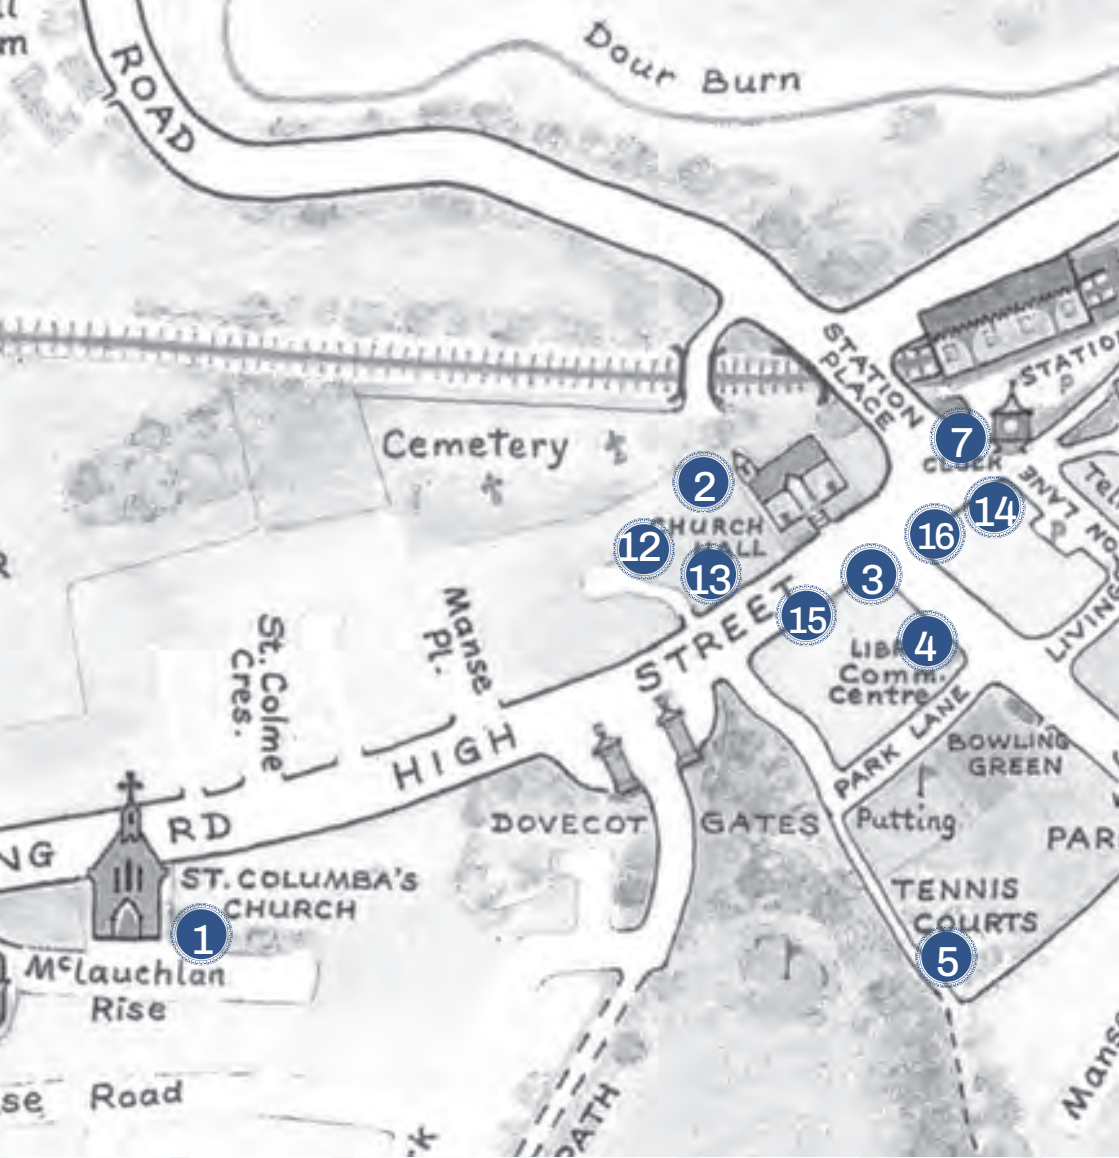 ROAD
Dour Burn
STATION
PLACE
STATION
P
7
CLOCK
Cemetery
2
14
LANE
16
P
CHURCH
HALL
12
13
3
15
4
Manse
Pl.
St. Colme
Cres.
STREET
Comm.
Centre
HIGH
PARK LANE
BOWLING
GREEN
RD
DOVECOT GATES
Putting
ST. COLUMBA'S
CHURCH
1
TENNIS
COURTS
5
McLauchlan
Rise
Road